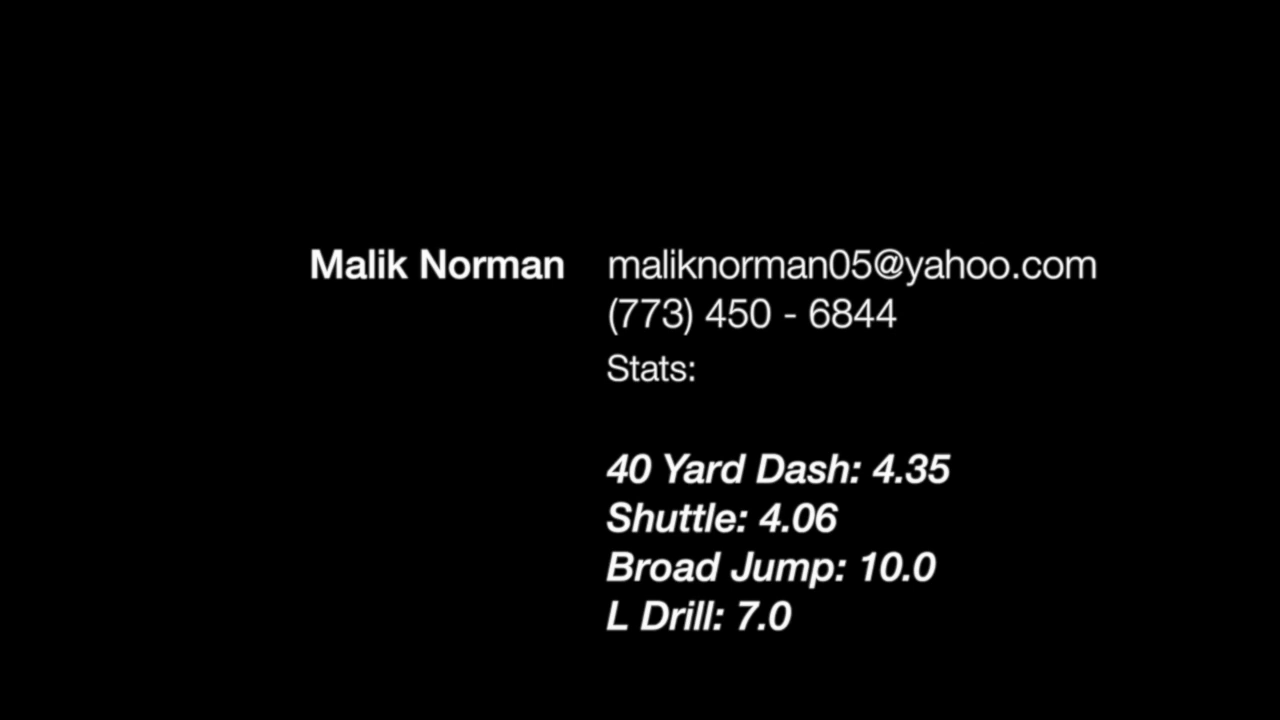 Malik Norman maliknorman05@yahoo.com
(773) 450 - 6844
Stats:
40 Yard Dash: 4.35
Shuttle: 4.06
Broad Jump: 10.0
L Drill: 7.0